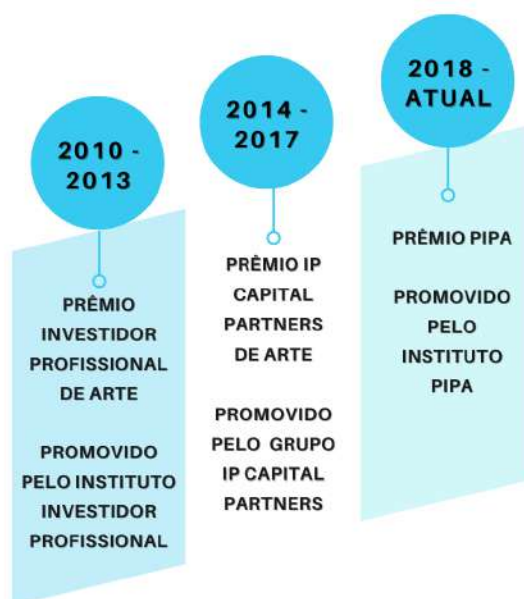 2010 -
2013
PRÊMIO
INVESTIDOR
PROFISSIONAL
DE ARTE
PROMOVIDO
PELO INSTITUTO
INVESTIDOR
PROFISSIONAL
2014 -
2017
PRÊMIO IP
CAPITAL
PARTNERS
DE ARTE
PROMOVIDO
PELO GRUPO
IP CAPITAL
PARTNERS
2018 -
ATUAL
PRÊMIO PIPA
PROMOVIDO
PELO
INSTITUTO
PIPA